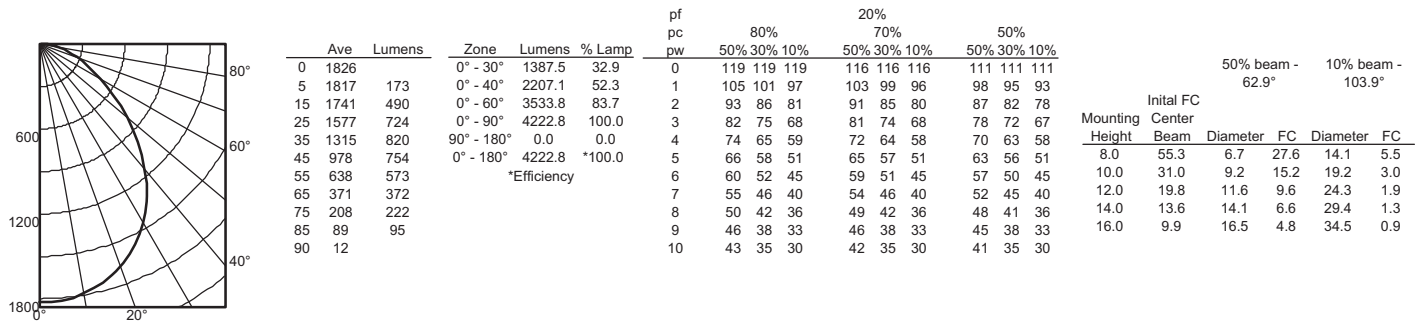 600
1200
1800
0°
20°
40°
60°
80°
Ave Lumens
0 1826
5 1817 173
15 1741 490
25 1577 724
35 1315 820
45 978 754
55 638 573
65 371 372
75 208 222
85 89 95
90 12
Zone Lumens % Lamp
0° - 30° 1387.5 32.9
0° - 40° 2207.1 52.3
0° - 60° 3533.8 83.7
0° - 90° 4222.8 100.0
90° - 180° 0.0 0.0
0° - 180° 4222.8 *100.0
*Efficiency
pf 20%
pc 80% 70% 50%
pw 50% 30% 10% 50% 30% 10% 50% 30% 10%
0 119 119 119 116 116 116 111 111 111
1 105 101 97 103 99 96 98 95 93
2 93 86 81 91 85 80 87 82 78
3 82 75 68 81 74 68 78 72 67
4 74 65 59 72 64 58 70 63 58
5 66 58 51 65 57 51 63 56 51
6 60 52 45 59 51 45 57 50 45
7 55 46 40 54 46 40 52 45 40
8 50 42 36 49 42 36 48 41 36
9 46 38 33 46 38 33 45 38 33
10 43 35 30 42 35 30 41 35 30
50% beam - 10% beam -
62.9° 103.9°
Inital FC
Mounting Center
Height Beam Diameter FC Diameter FC
8.0 55.3 6.7 27.6 14.1 5.5
10.0 31.0 9.2 15.2 19.2 3.0
12.0 19.8 11.6 9.6 24.3 1.9
14.0 13.6 14.1 6.6 29.4 1.3
16.0 9.9 16.5 4.8 34.5 0.9